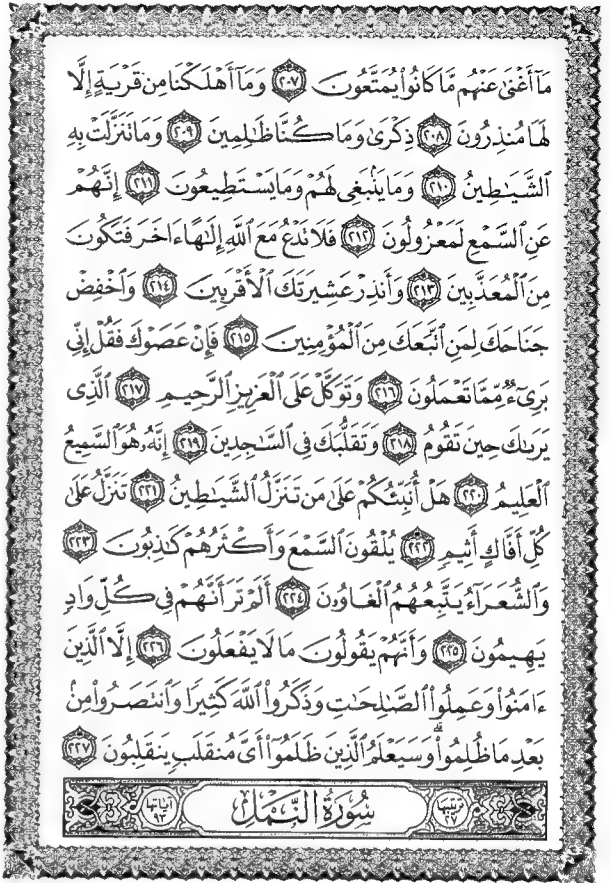 مَآ أَغْنَىٰ عَنْهُم مَّا كَانُوا۟ يُمَتَّعُونَ ٢٠٧ وَمَآ أَهْلَكْنَا مِن قَرْيَةٍ إِلَّا
لَهَا مُنذِرُونَ ٢٠٨ ذِكْرَىٰ وَمَا كُنَّا ظَٰلِمِينَ ٢٠٩ وَمَا تَنَزَّلَتْ بِهِ
ٱلشَّيَٰطِينُ ٢١٠ وَمَا يَنۢبَغِى لَهُمْ وَمَا يَسْتَطِيعُونَ ٢١١ إِنَّهُمْ
عَنِ ٱلسَّمْعِ لَمَعْزُولُونَ ٢١٢ فَلَا تَدْعُ مَعَ ٱللَّهِ إِلَٰهًا ءَاخَرَ فَتَكُونَ
مِنَ ٱلْمُعَذَّبِينَ ٢١٣ وَأَنذِرْ عَشِيرَتَكَ ٱلْأَقْرَبِينَ ٢١٤ وَٱخْفِضْ
جَنَاحَكَ لِمَنِ ٱتَّبَعَكَ مِنَ ٱلْمُؤْمِنِينَ ٢١٥ فَإِنْ عَصَوْكَ فَقُلْ إِنِّى
بَرِىٓءٌ مِّمَّا تَعْمَلُونَ ٢١٦ وَتَوَكَّلْ عَلَى ٱلْعَزِيزِ ٱلرَّحِيمِ ٢١٧ ٱلَّذِى
يَرَىٰكَ حِينَ تَقُومُ ٢١٨ وَتَقَلُّبَكَ فِى ٱلسَّٰجِدِينَ ٢١٩ إِنَّهُۥ هُوَ ٱلسَّمِيعُ
ٱلْعَلِيمُ ٢٢٠ هَلْ أُنَبِّئُكُمْ عَلَىٰ مَن تَنَزَّلُ ٱلشَّيَٰطِينُ ٢٢١ تَنَزَّلُ عَلَىٰ
كُلِّ أَفَّاكٍ أَثِيمٍ ٢٢٢ يُلْقُونَ ٱلسَّمْعَ وَأَكْثَرُهُمْ كَٰذِبُونَ ٢٢٣
وَٱلشُّعَرَآءُ يَتَّبِعُهُمُ ٱلْغَاوُۥنَ ٢٢٤ أَلَمْ تَرَ أَنَّهُمْ فِى كُلِّ وَادٍ
يَهِيمُونَ ٢٢٥ وَأَنَّهُمْ يَقُولُونَ مَا لَا يَفْعَلُونَ ٢٢٦ إِلَّا ٱلَّذِينَ
ءَامَنُوا۟ وَعَمِلُوا۟ ٱلصَّٰلِحَٰتِ وَذَكَرُوا۟ ٱللَّهَ كَثِيرًا وَٱنتَصَرُوا۟ مِنۢ
بَعْدِ مَا ظُلِمُوا۟ ۗ وَسَيَعْلَمُ ٱلَّذِينَ ظَلَمُوٓا۟ أَىَّ مُنقَلَبٍ يَنقَلِبُونَ ٢٢٧
ترتيبها ٢٧ سُورَةُ النَّمْلِ آياتها ٩٣